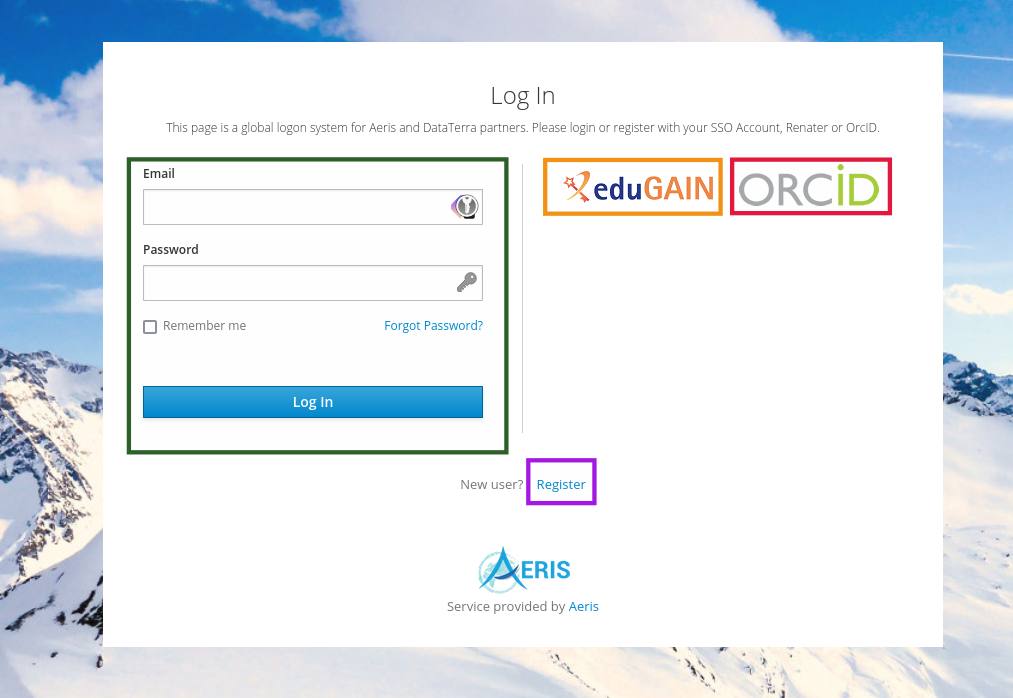 Log In
This page is a global logon system for Aeris and DataTerra partners. Please login or register with your SSO Account, Renater or OrcID.
Email
Password
Remember me
Forgot Password?
Log In
eduGAIN
ORCiD
New user? Register
AERIS
Service provided by Aeris